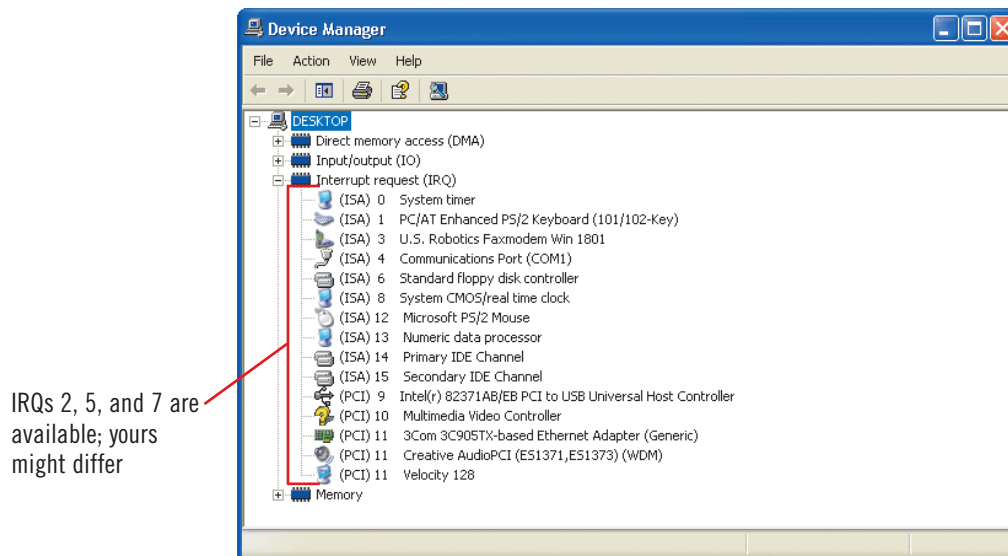 Device Manager
File Action View Help
DESKTOP
Direct memory access (DMA)
Input/output (IO)
Interrupt request (IRQ)
(ISA) 0 System timer
(ISA) 1 PC/AT Enhanced PS/2 Keyboard (101/102-Key)
(ISA) 3 U.S. Robotics Faxmodem Win 1801
(ISA) 4 Communications Port (COM1)
(ISA) 6 Standard floppy disk controller
(ISA) 8 System CMOS/real time clock
(ISA) 12 Microsoft PS/2 Mouse
(ISA) 13 Numeric data processor
(ISA) 14 Primary IDE Channel
(ISA) 15 Secondary IDE Channel
(PCI) 9 Intel(r) 82371AB/EB PCI to USB Universal Host Controller
(PCI) 10 Multimedia Video Controller
(PCI) 11 3Com 3C905TX-based Ethernet Adapter (Generic)
(PCI) 11 Creative AudioPCI (ES1371,ES1373) (WDM)
(PCI) 11 Velocity 128
Memory
IRQs 2, 5, and 7 are
available; yours
might differ